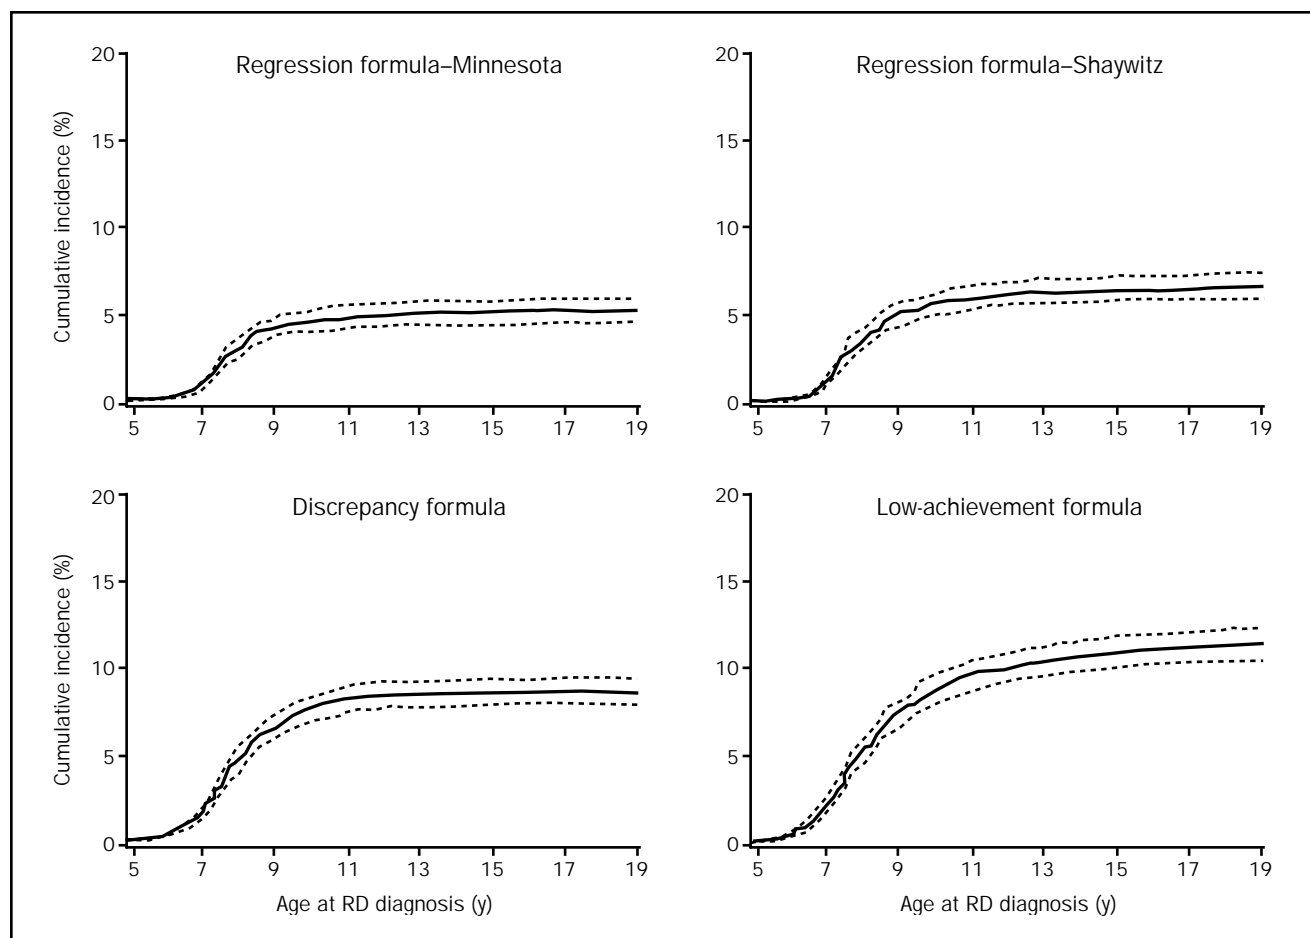 Regression formula–Minnesota
Cumulative incidence (%)
20
15
10
5
0
5 7 9 11 13 15 17 19
Regression formula–Shaywitz
20
15
10
5
0
5 7 9 11 13 15 17 19
Discrepancy formula
Cumulative incidence (%)
20
15
10
5
0
5 7 9 11 13 15 17 19
Age at RD diagnosis (y)
Low-achievement formula
20
15
10
5
0
5 7 9 11 13 15 17 19
Age at RD diagnosis (y)